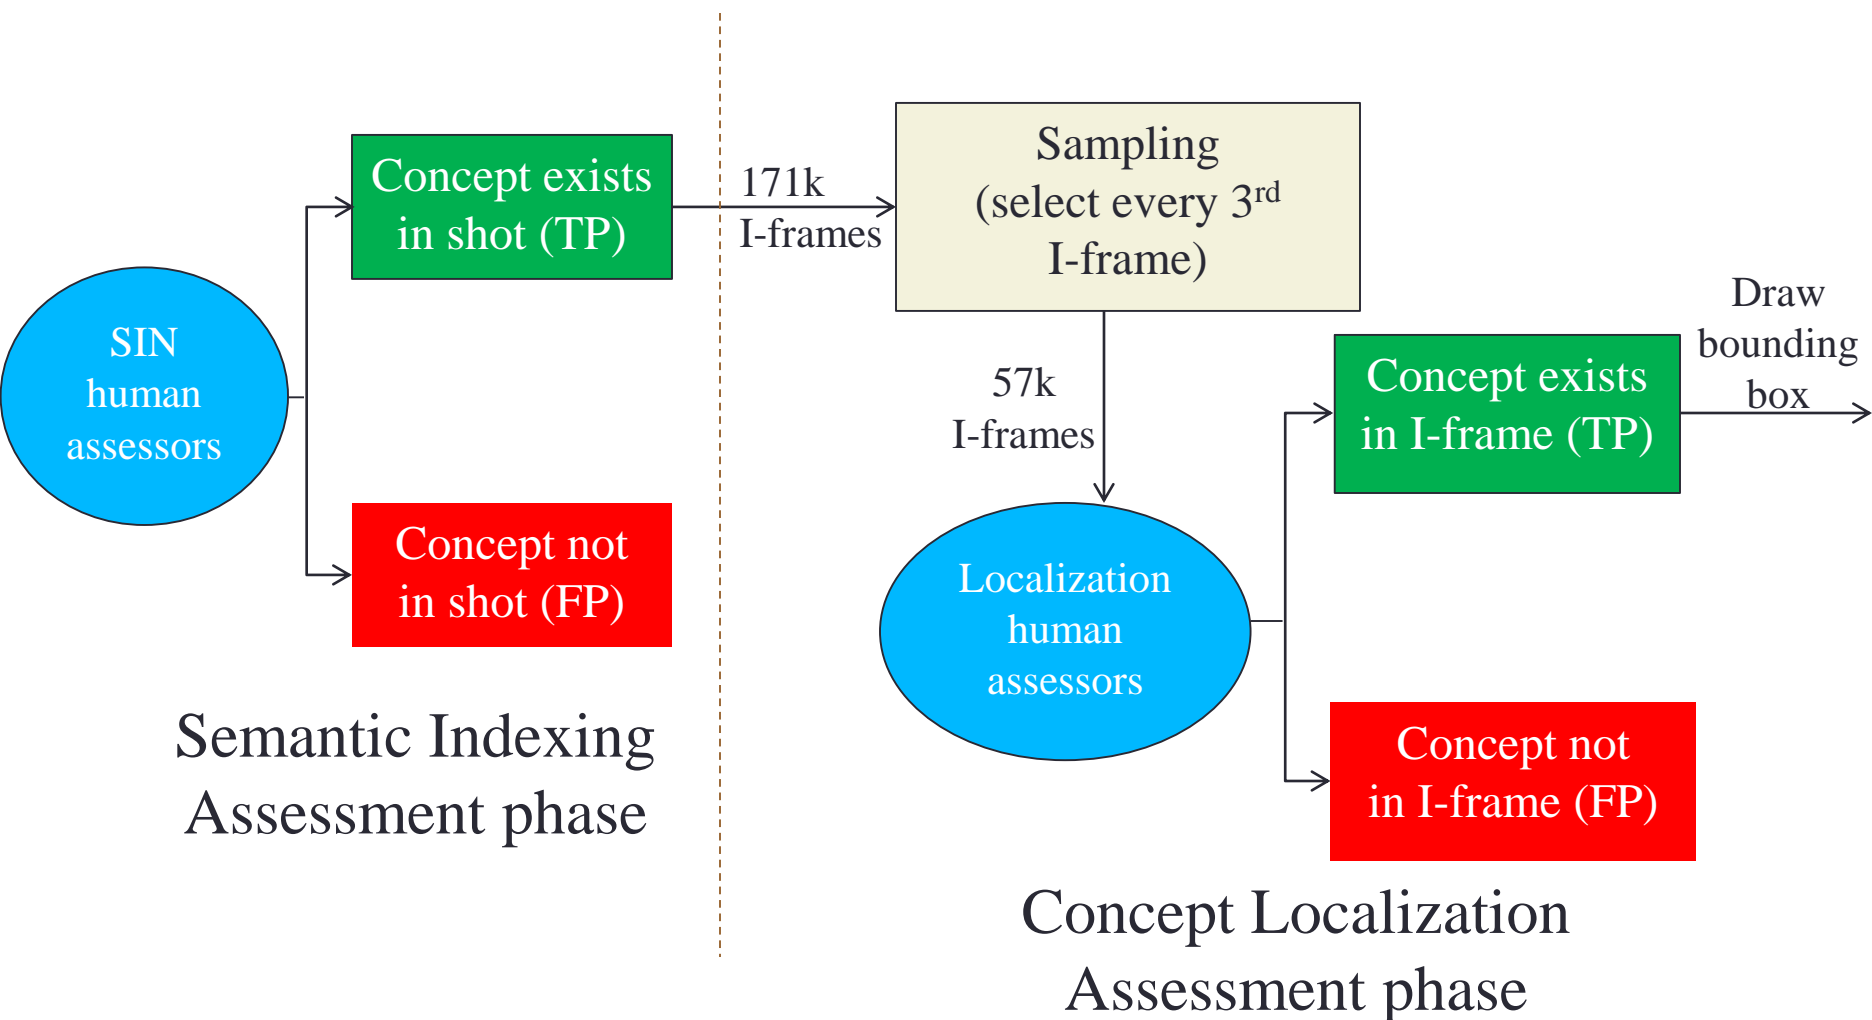 Concept exists
in shot (TP)
SIN
human
assessors
Concept not
in shot (FP)
Semantic Indexing
Assessment phase
171k
I-frames
Sampling
(select every 3rd
I-frame)
57k
I-frames
Localization
human
assessors
Concept exists
in I-frame (TP)
Draw
bounding
box
Concept not
in I-frame (FP)
Concept Localization
Assessment phase